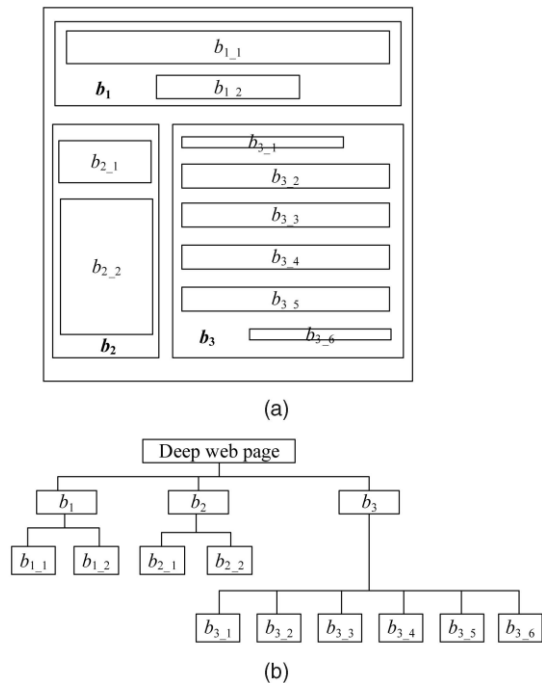 b1_1
b1 b1_2
b2_1
b2_2
b2
b3_1
b3_2
b3_3
b3_4
b3_5
b3
b3_6
(a)
Deep web page
b1 b2 b3
b1_1 b1_2 b2_1 b2_2
b3_1 b3_2 b3_3 b3_4 b3_5 b3_6
(b)